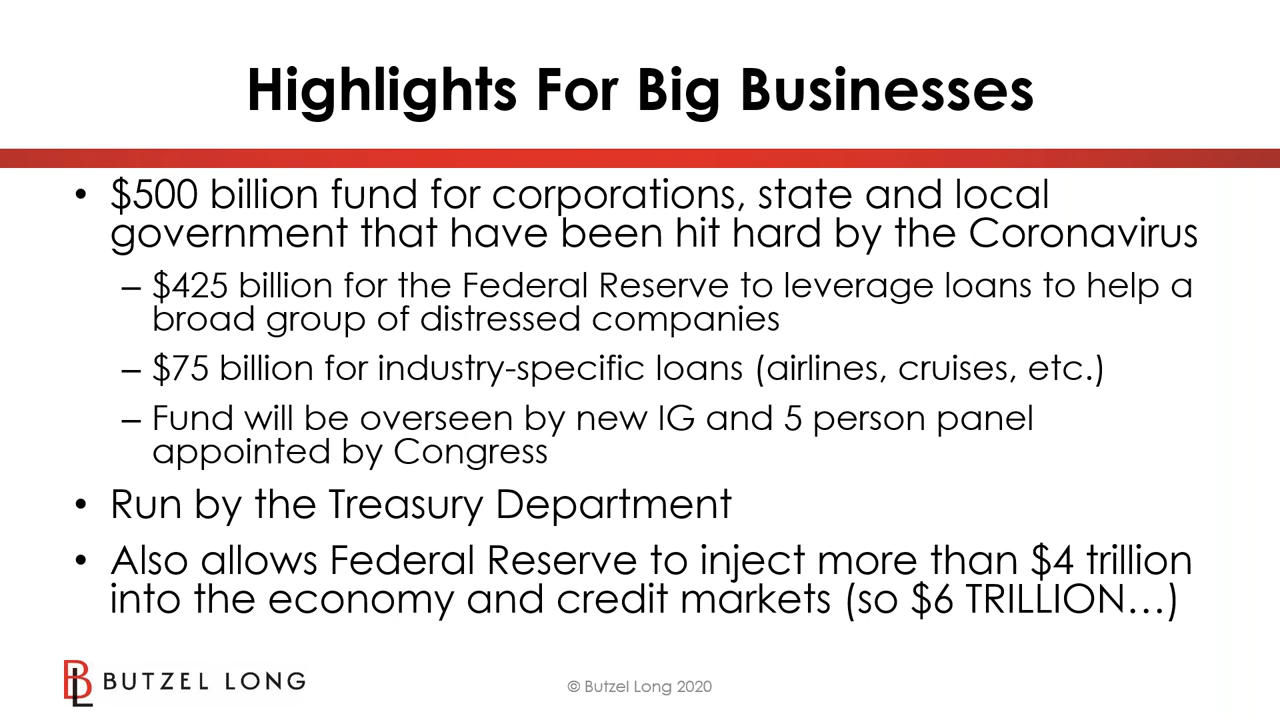 Highlights For Big Businesses
• $500 billion fund for corporations, state and local
government that have been hit hard by the Coronavirus
– $425 billion for the Federal Reserve to leverage loans to help a
broad group of distressed companies
– $75 billion for industry-specific loans (airlines, cruises, etc.)
– Fund will be overseen by new IG and 5 person panel
appointed by Congress
• Run by the Treasury Department
• Also allows Federal Reserve to inject more than $4 trillion
into the economy and credit markets (so $6 TRILLION…)
BL BUTZEL LONG
© Butzel Long 2020